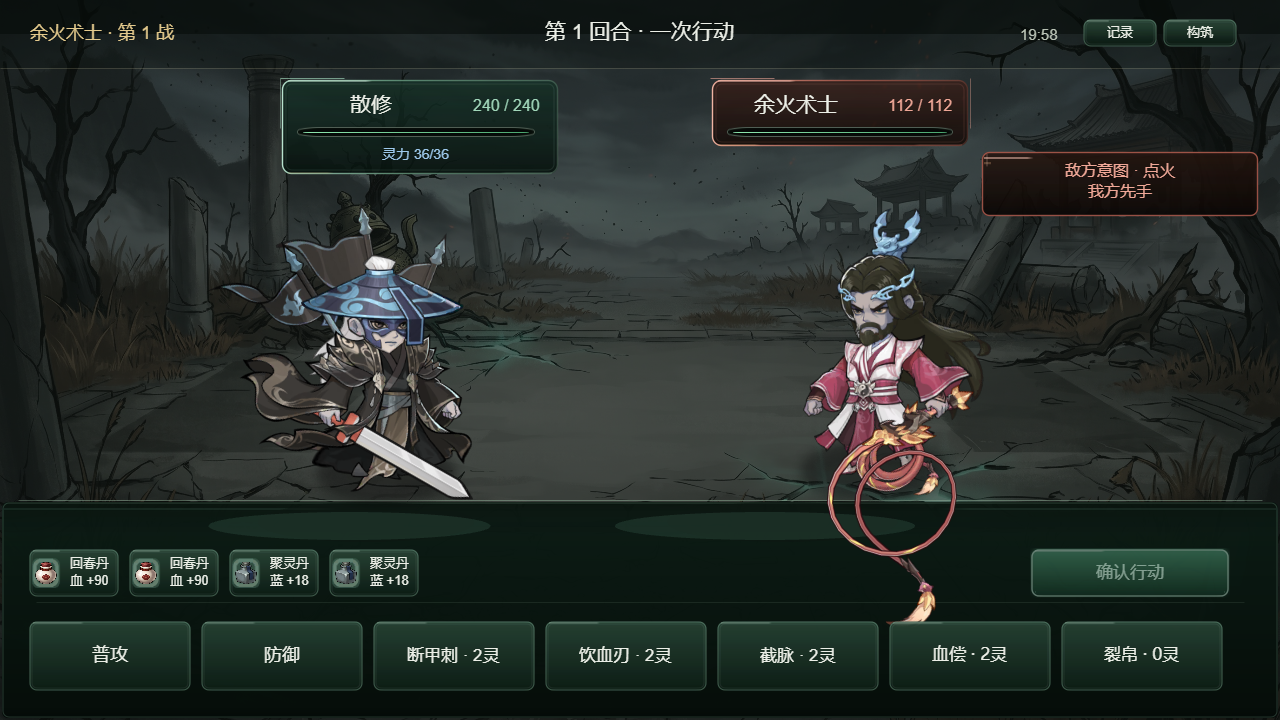 余火术士 · 第 1 战
第 1 回合 · 一次行动
19:58
记录
构筑
散修
240 / 240
灵力 36/36
余火术士
112 / 112
敌方意图 · 点火
我方先手
回春丹
血 +90
回春丹
血 +90
聚灵丹
蓝 +18
聚灵丹
蓝 +18
确认行动
普攻
防御
断甲刺 · 2灵
饮血刃 · 2灵
截脉 · 2灵
血偿 · 2灵
裂帛 · 0灵